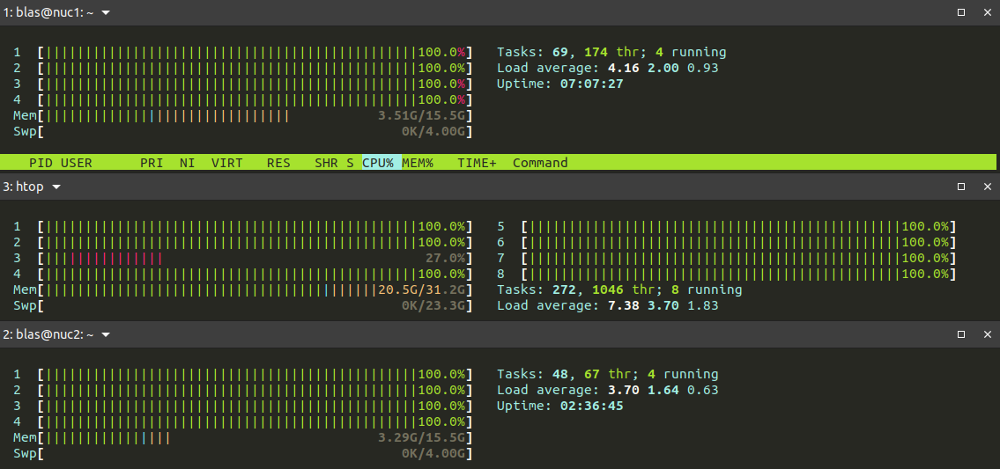 1: blas@nuc1: ~
1 [||||||||||||||||||||||||||||||||||||||||||||||||100.0%] Tasks: 69, 174 thr; 4 running
2 [||||||||||||||||||||||||||||||||||||||||||||||||100.0%] Load average: 4.16 2.00 0.93
3 [||||||||||||||||||||||||||||||||||||||||||||||||100.0%] Uptime: 07:07:27
4 [||||||||||||||||||||||||||||||||||||||||||||||||100.0%]
Mem[||||||||||||||||||||||||||||||| 3.51G/15.5G]
Swp[ 0K/4.00G]
PID USER PRI NI VIRT RES SHR S CPU% MEM% TIME+ Command
3: htop
1 [||||||||||||||||||||||||||||||||||||||||||||||||100.0%] 5 [||||||||||||||||||||||||||||||||||||||||||||||||100.0%]
2 [||||||||||||||||||||||||||||||||||||||||||||||||100.0%] 6 [||||||||||||||||||||||||||||||||||||||||||||||||100.0%]
3 [||||||||||||||| 27.0%] 7 [||||||||||||||||||||||||||||||||||||||||||||||||100.0%]
4 [||||||||||||||||||||||||||||||||||||||||||||||||100.0%] 8 [||||||||||||||||||||||||||||||||||||||||||||||||100.0%]
Mem[||||||||||||||||||||||||||||||||||||||||||20.5G/31.2G] Tasks: 272, 1046 thr; 8 running
Swp[ 0K/23.3G] Load average: 7.38 3.70 1.83
2: blas@nuc2: ~
1 [||||||||||||||||||||||||||||||||||||||||||||||||100.0%] Tasks: 48, 67 thr; 4 running
2 [||||||||||||||||||||||||||||||||||||||||||||||||100.0%] Load average: 3.70 1.64 0.63
3 [||||||||||||||||||||||||||||||||||||||||||||||||100.0%] Uptime: 02:36:45
4 [||||||||||||||||||||||||||||||||||||||||||||||||100.0%]
Mem[|||||||||||||||| 3.29G/15.5G]
Swp[ 0K/4.00G]